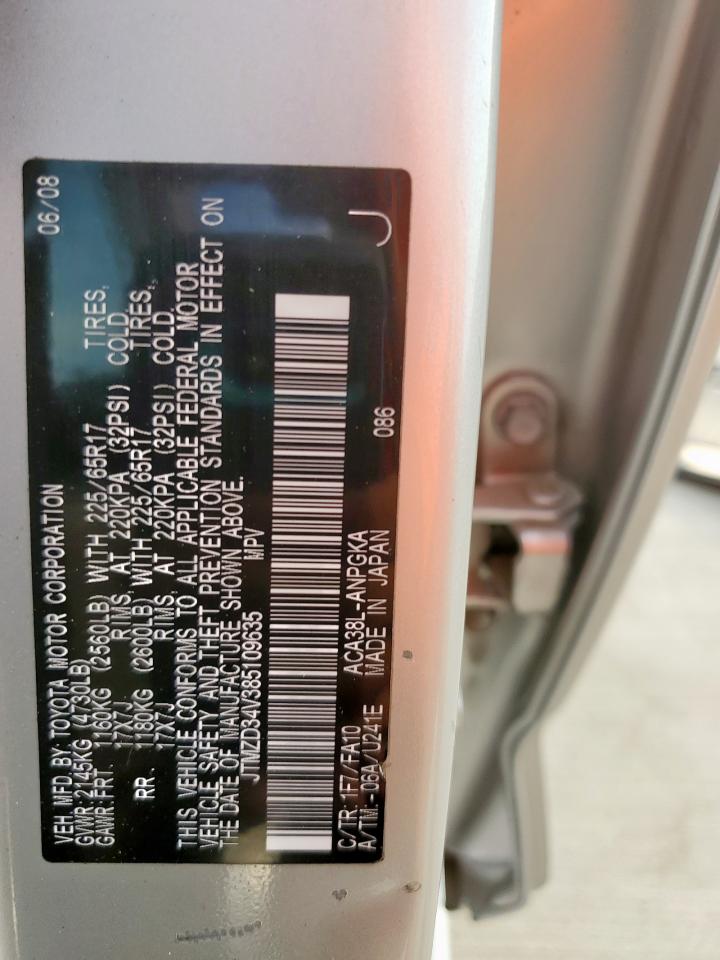 VEH. MFD. BY: TOYOTA MOTOR CORPORATION 06/08
GVWR: 2145KG (4730LB)
GAWR: FRT. 1160KG (2560LB) WITH 225/65R17 TIRES,
17X7J RIMS, AT 220KPA (32PSI) COLD.
RR. 1180KG (2600LB) WITH 225/65R17 TIRES,
17X7J RIMS, AT 220KPA (32PSI) COLD.
THIS VEHICLE CONFORMS TO ALL APPLICABLE FEDERAL MOTOR
VEHICLE SAFETY AND THEFT PREVENTION STANDARDS IN EFFECT ON
THE DATE OF MANUFACTURE SHOWN ABOVE.
JTMZD34V385109635 MPV
C/TR: 1F7/FA10 ACA38L-ANPGKA J
A/TM: -06A/U241E MADE IN JAPAN 086